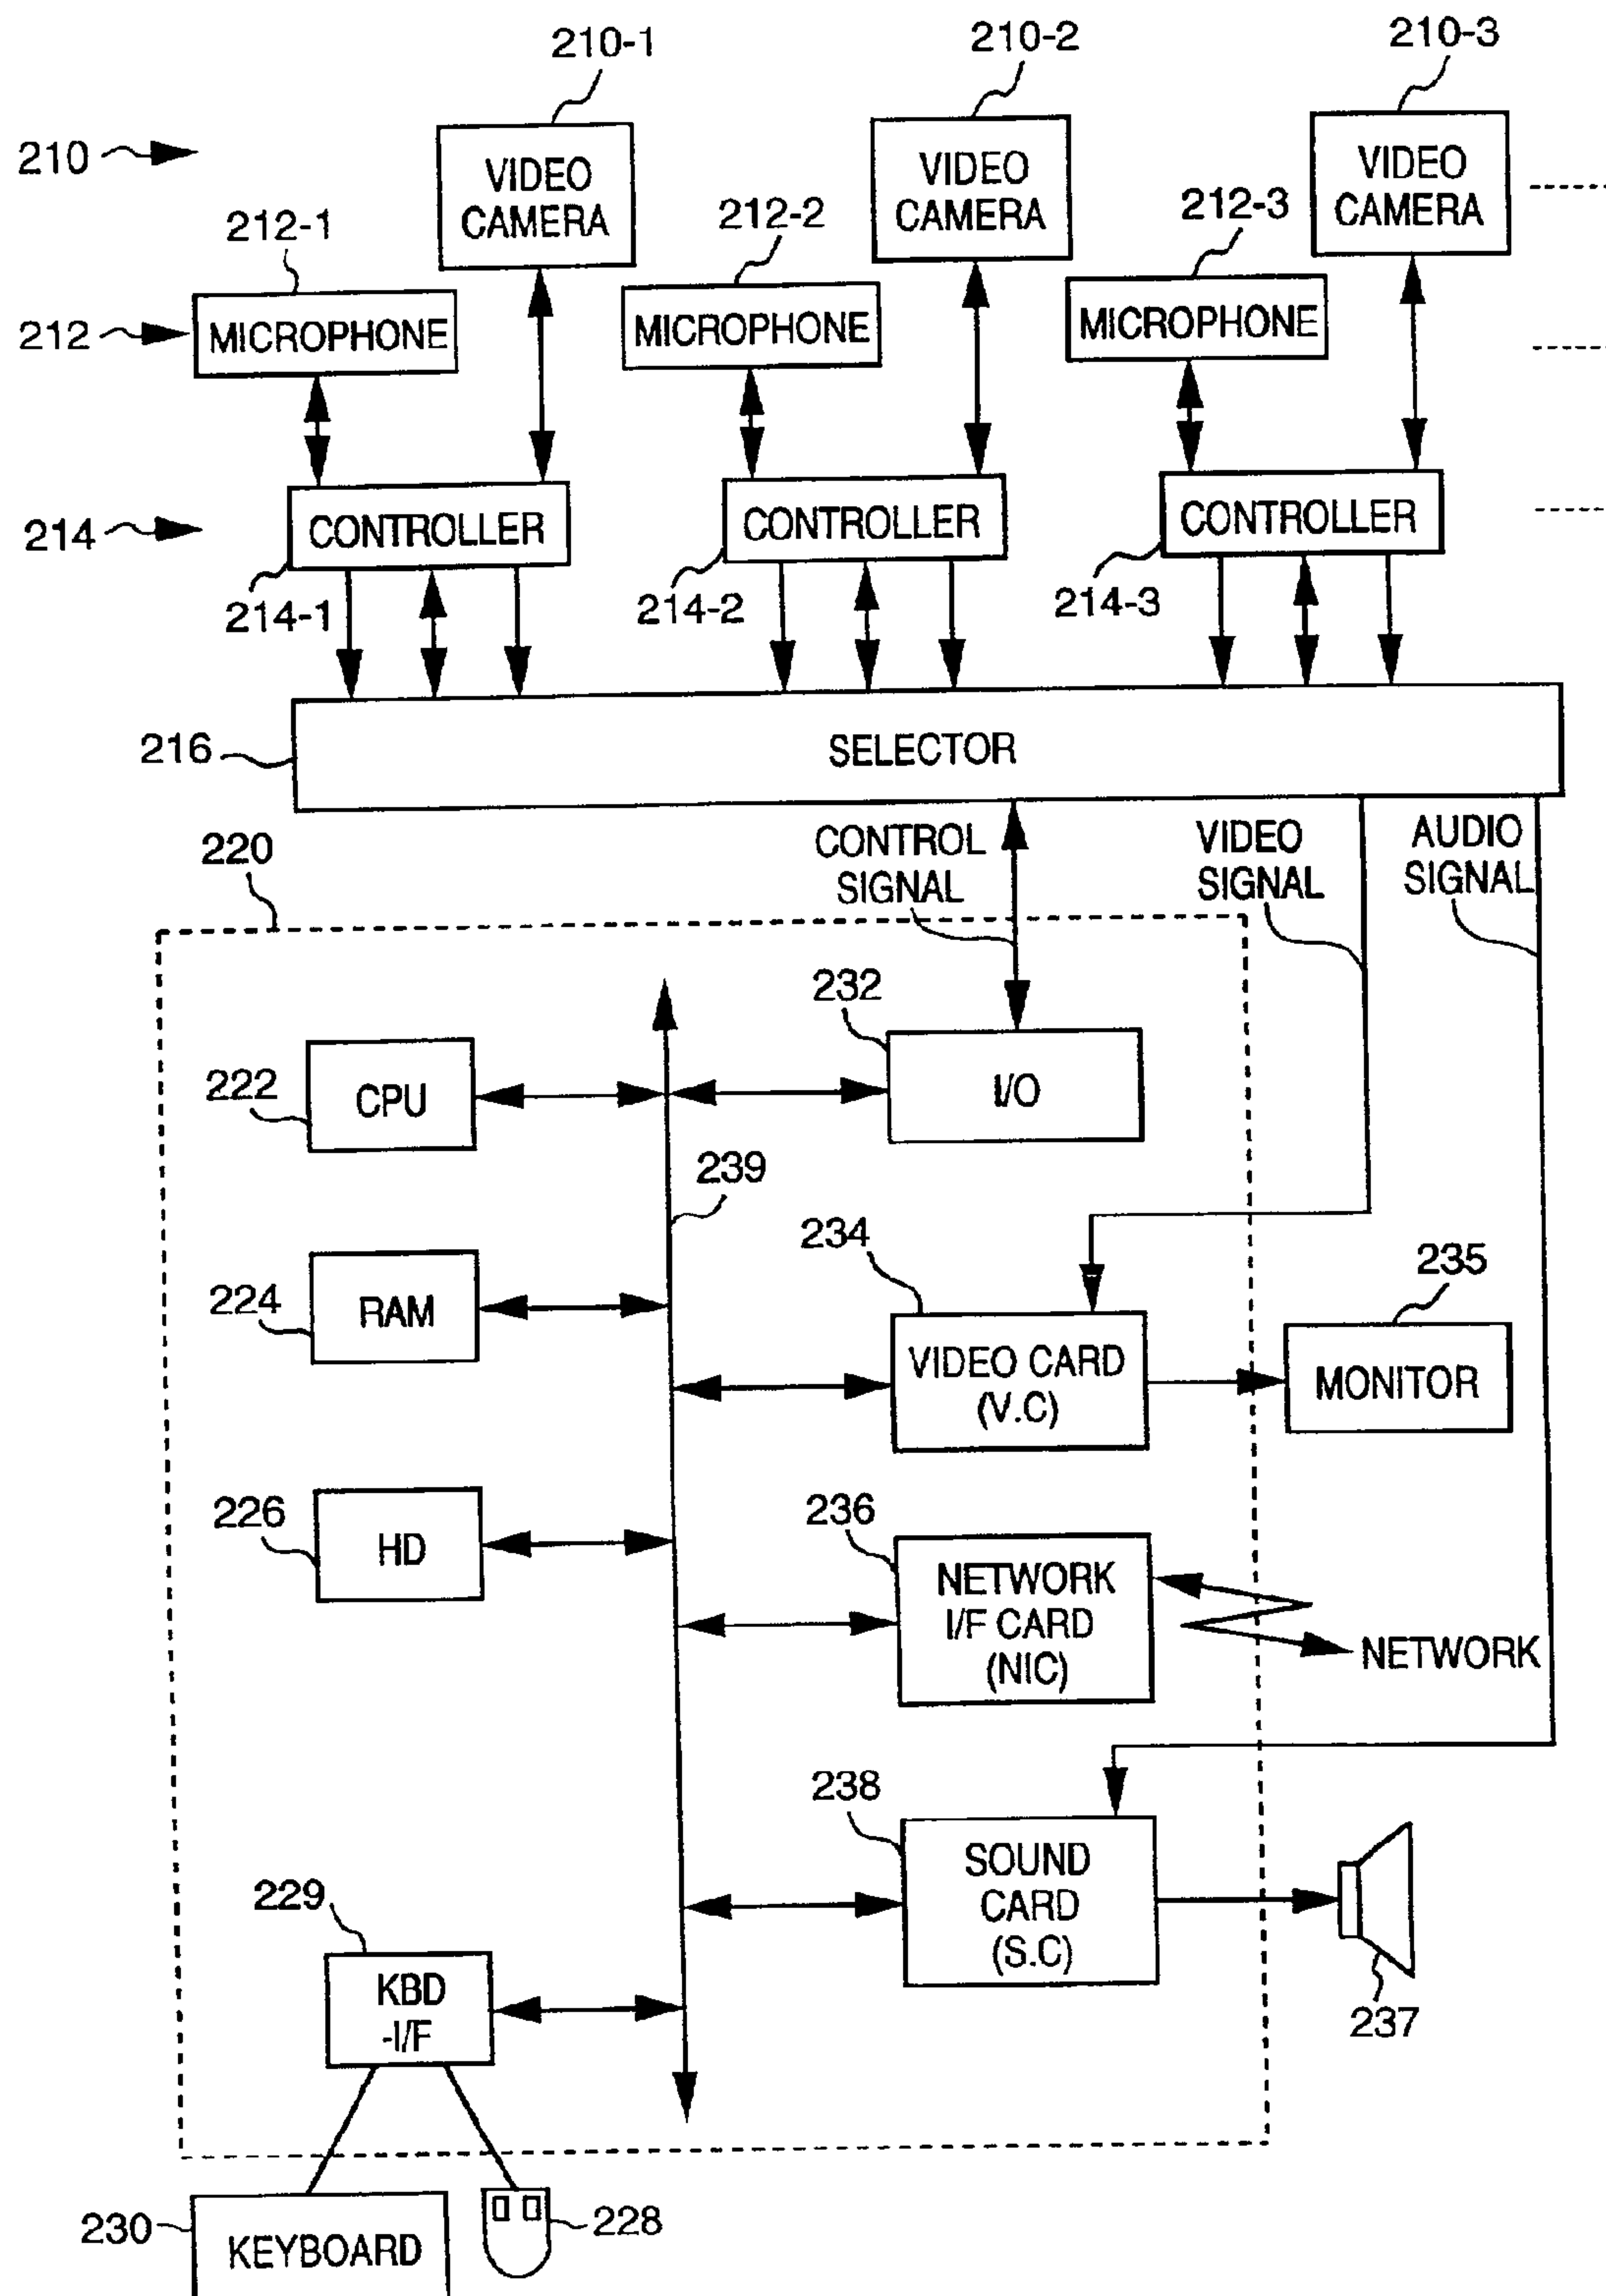 210-1
210-2
210-3
210
VIDEO
CAMERA
VIDEO
CAMERA
VIDEO
CAMERA
212-1
212-2
212-3
212
MICROPHONE
MICROPHONE
MICROPHONE
214
CONTROLLER
CONTROLLER
CONTROLLER
214-1
214-2
214-3
216
SELECTOR
220
CONTROL
SIGNAL
VIDEO
SIGNAL
AUDIO
SIGNAL
232
222
CPU
I/O
239
234
235
224
RAM
VIDEO CARD
(V.C)
MONITOR
226
HD
236
NETWORK
I/F CARD
(NIC)
NETWORK
238
SOUND
CARD
(S.C)
229
KBD
-I/F
237
230
KEYBOARD
228